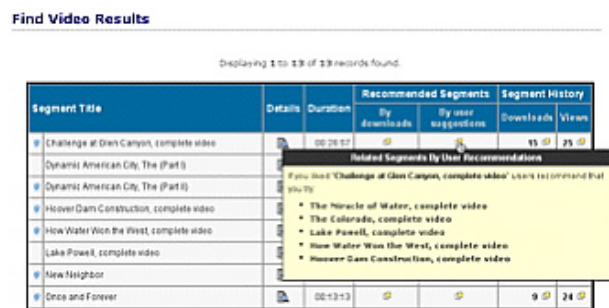 Find Video Results
Displaying 1 to 13 of 13 records found.
Segment Title Details Duration Recommended Segments Segment History
By downloads By user suggestions Downloads Views
Challenge at Glen Canyon, complete video 00:26:57 15 25
Dynamic American City, The (Part I)
Dynamic American City, The (Part II)
Hoover Dam Construction, complete video
How Water Won the West, complete video
Lake Powell, complete video
New Neighbor
Once and Forever 00:13:13 9 24
Related Segments By User Recommendations
If you liked 'Challenge at Glen Canyon, complete video' users recommend that
you try:
* The Miracle of Water, complete video
* The Colorado, complete video
* Lake Powell, complete video
* How Water Won the West, complete video
* Hoover Dam Construction, complete video